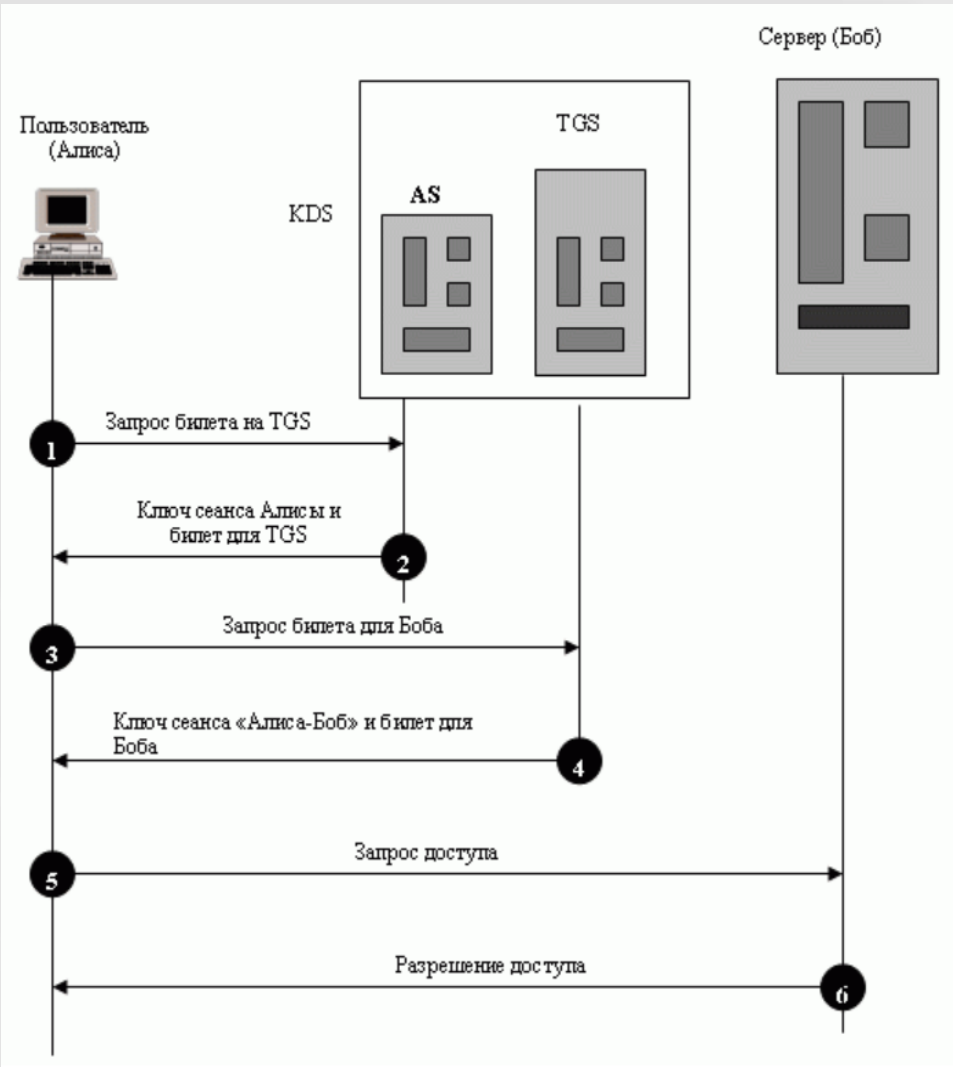 Сервер (Боб)
Пользователь
(Алиса)
TGS
AS
KDS
Запрос билета на TGS
1
Ключ сеанса Алисы и
билет для TGS
2
Запрос билета для Боба
3
Ключ сеанса «Алиса-Боб» и билет для
Боба
4
Запрос доступа
5
Разрешение доступа
6